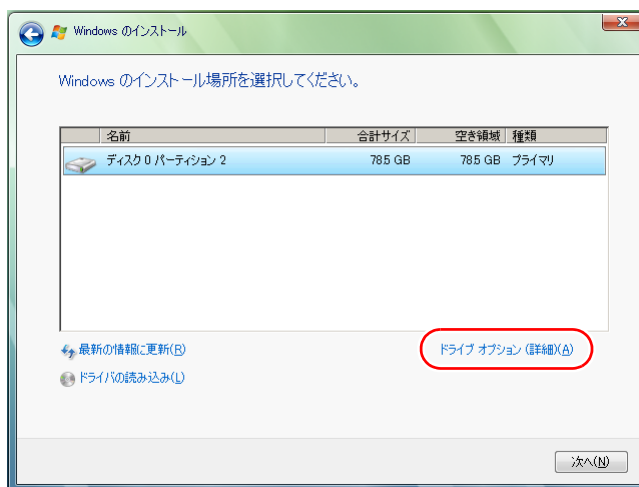 Windows のインストール
Windows のインストール場所を選択してください。
名前 合計サイズ 空き領域 種類
ディスク 0 パーティション 2 78.5 GB 78.5 GB プライマリ
最新の情報に更新(R) ドライブ オプション (詳細)(A)
ドライバの読み込み(L)
次へ(N)